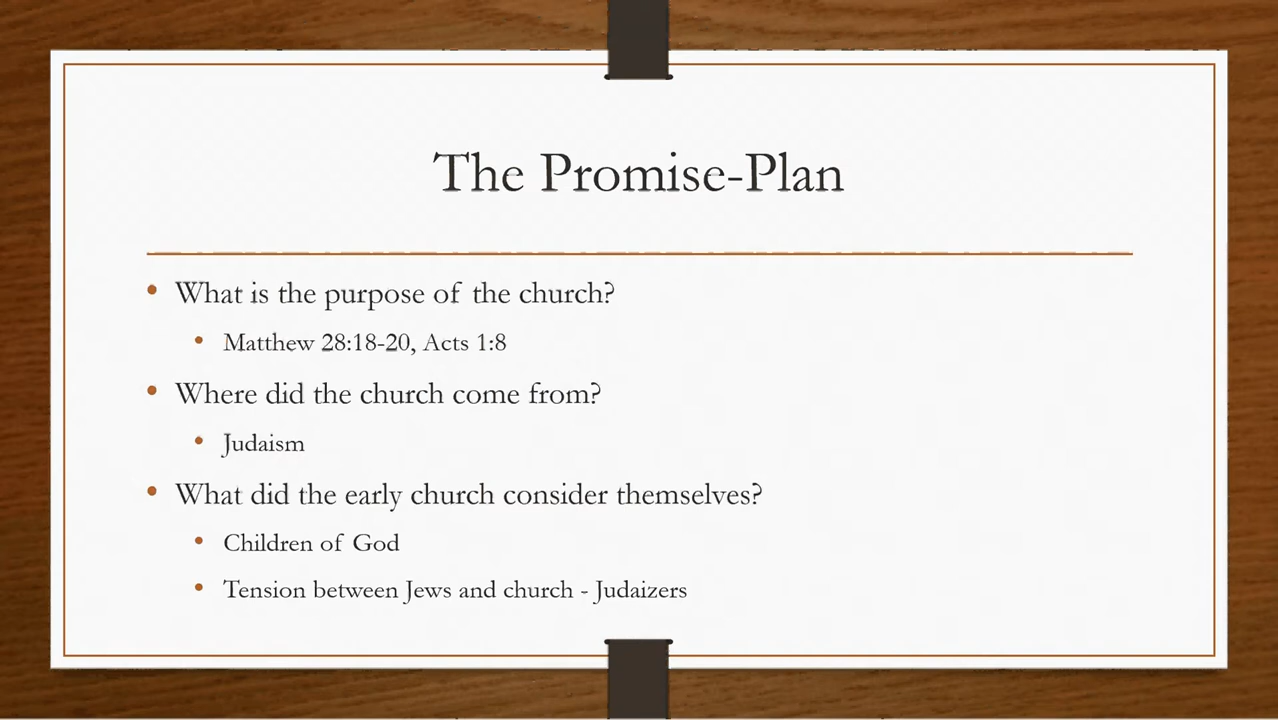 The Promise-Plan
• What is the purpose of the church?
• Matthew 28:18-20, Acts 1:8
• Where did the church come from?
• Judaism
• What did the early church consider themselves?
• Children of God
• Tension between Jews and church - Judaizers